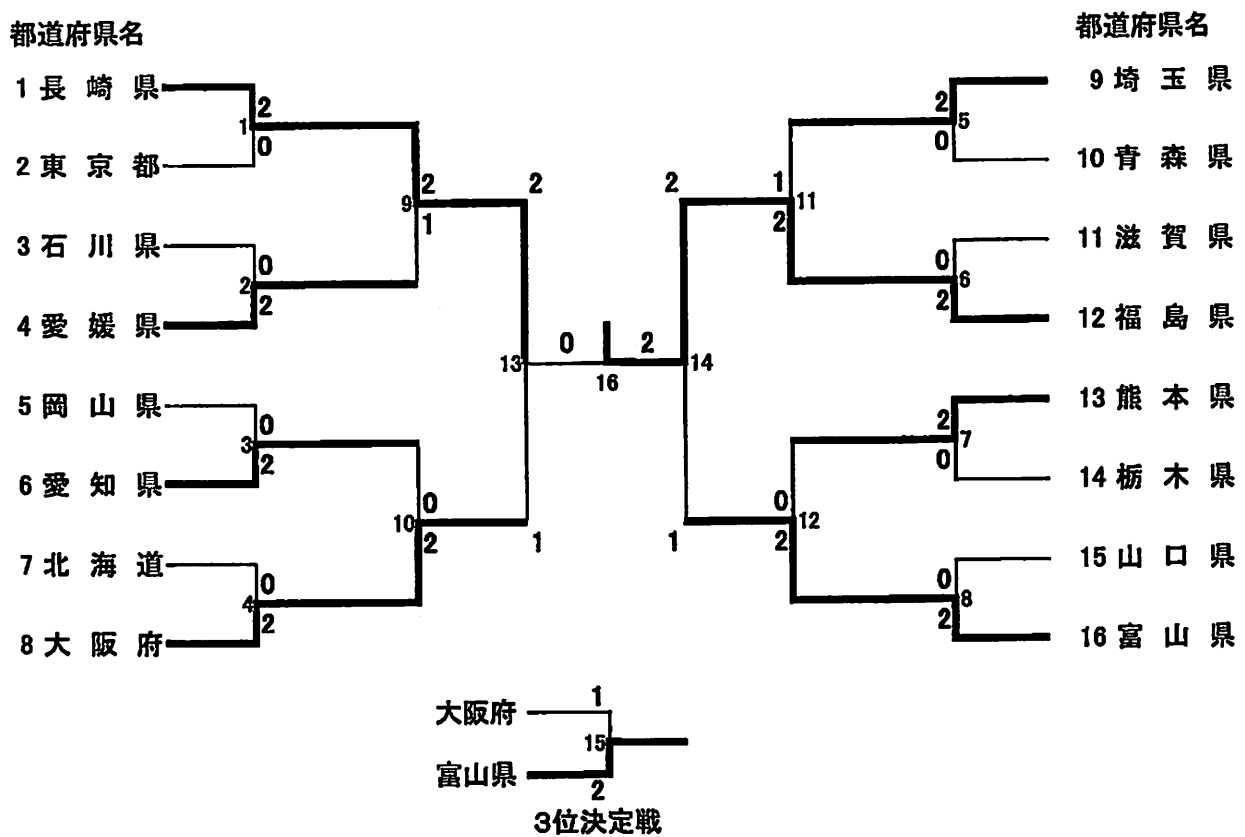 都道府県名
1 長崎県
2 東京都
3 石川県
4 愛媛県
5 岡山県
6 愛知県
7 北海道
8 大阪府
1
2
0
2
0
2
3
0
2
4
0
2
9
2
1
10
0
2
2
13
1
0
16
2
2
14
1
1
11
2
0
12
2
2
5
0
0
6
2
2
7
0
0
8
2
都道府県名
9 埼玉県
10 青森県
11 滋賀県
12 福島県
13 熊本県
14 栃木県
15 山口県
16 富山県
大阪府
1
15
富山県
2
3位決定戦